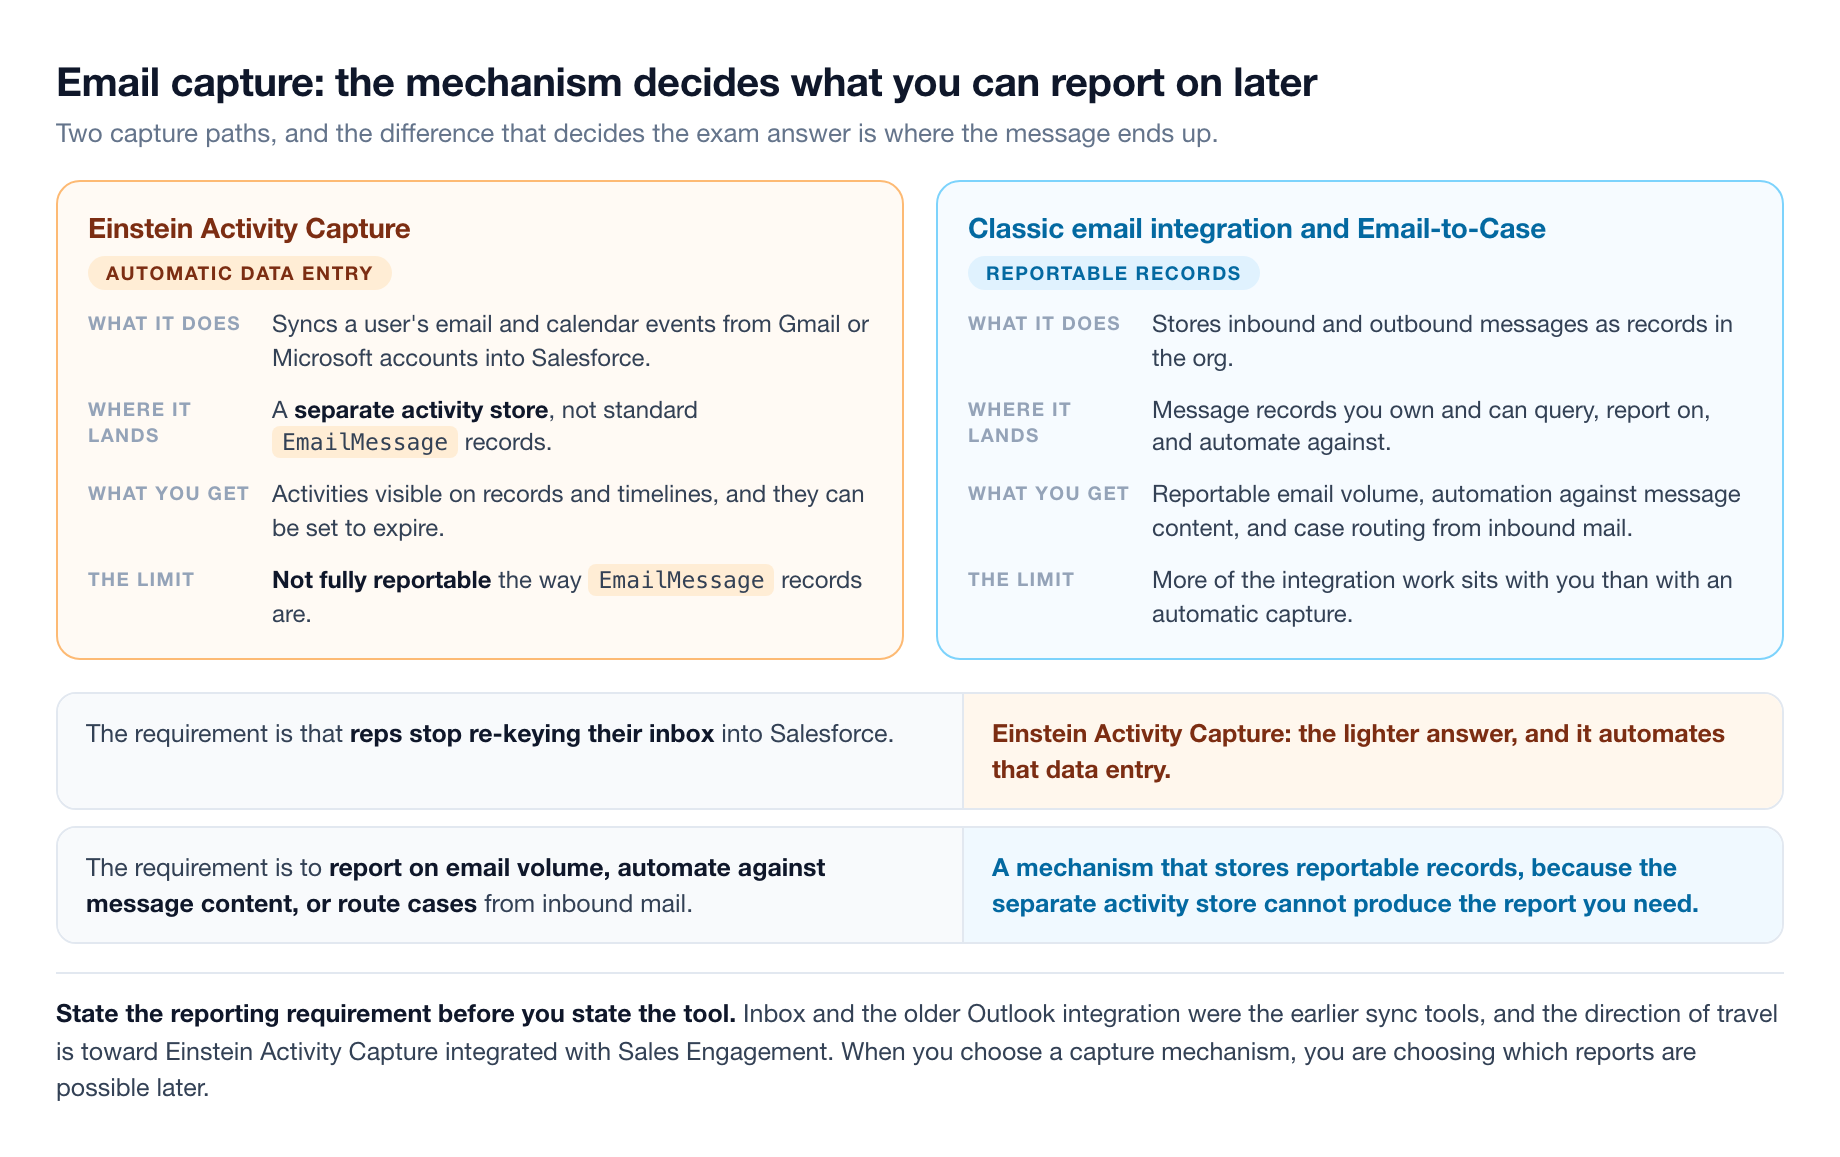 Email capture: the mechanism decides what you can report on later
Two capture paths, and the difference that decides the exam answer is where the message ends up.
Einstein Activity Capture
AUTOMATIC DATA ENTRY
WHAT IT DOES
Syncs a user's email and calendar events from Gmail or
Microsoft accounts into Salesforce.
WHERE IT
LANDS
A separate activity store, not standard
EmailMessage records.
WHAT YOU GET
Activities visible on records and timelines, and they can
be set to expire.
THE LIMIT
Not fully reportable the way EmailMessage records
are.
Classic email integration and Email-to-Case
REPORTABLE RECORDS
WHAT IT DOES
Stores inbound and outbound messages as records in
the org.
WHERE IT
LANDS
Message records you own and can query, report on,
and automate against.
WHAT YOU GET
Reportable email volume, automation against message
content, and case routing from inbound mail.
THE LIMIT
More of the integration work sits with you than with an
automatic capture.
The requirement is that reps stop re-keying their inbox into Salesforce.
Einstein Activity Capture: the lighter answer, and it automates
that data entry.
The requirement is to report on email volume, automate against
message content, or route cases from inbound mail.
A mechanism that stores reportable records, because the
separate activity store cannot produce the report you need.
State the reporting requirement before you state the tool. Inbox and the older Outlook integration were the earlier sync tools, and the direction of travel
is toward Einstein Activity Capture integrated with Sales Engagement. When you choose a capture mechanism, you are choosing which reports are
possible later.